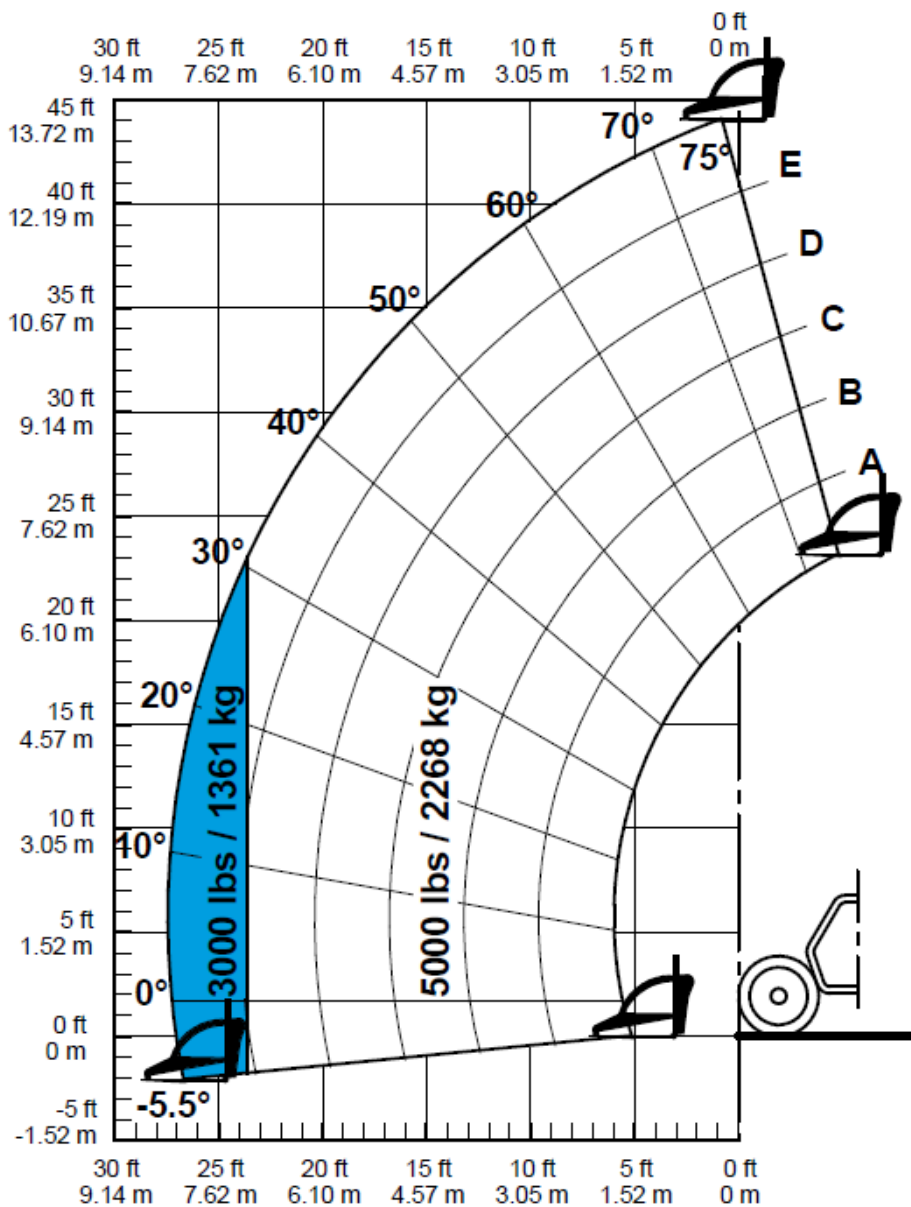 0 ft
0 m
30 ft 25 ft 20 ft 15 ft 10 ft 5 ft
9.14 m 7.62 m 6.10 m 4.57 m 3.05 m 1.52 m
45 ft
13.72 m
70°
75°
E
40 ft
12.19 m
60°
D
35 ft
10.67 m
50°
C
30 ft
9.14 m
40°
B
A
25 ft
7.62 m
30°
20 ft
6.10 m
20°
3000 lbs / 1361 kg
5000 lbs / 2268 kg
15 ft
4.57 m
10 ft
3.05 m
10°
5 ft
1.52 m
0°
0 ft
0 m
-5.5°
-5 ft
-1.52 m
30 ft 25 ft 20 ft 15 ft 10 ft 5 ft 0 ft
9.14 m 7.62 m 6.10 m 4.57 m 3.05 m 1.52 m 0 m